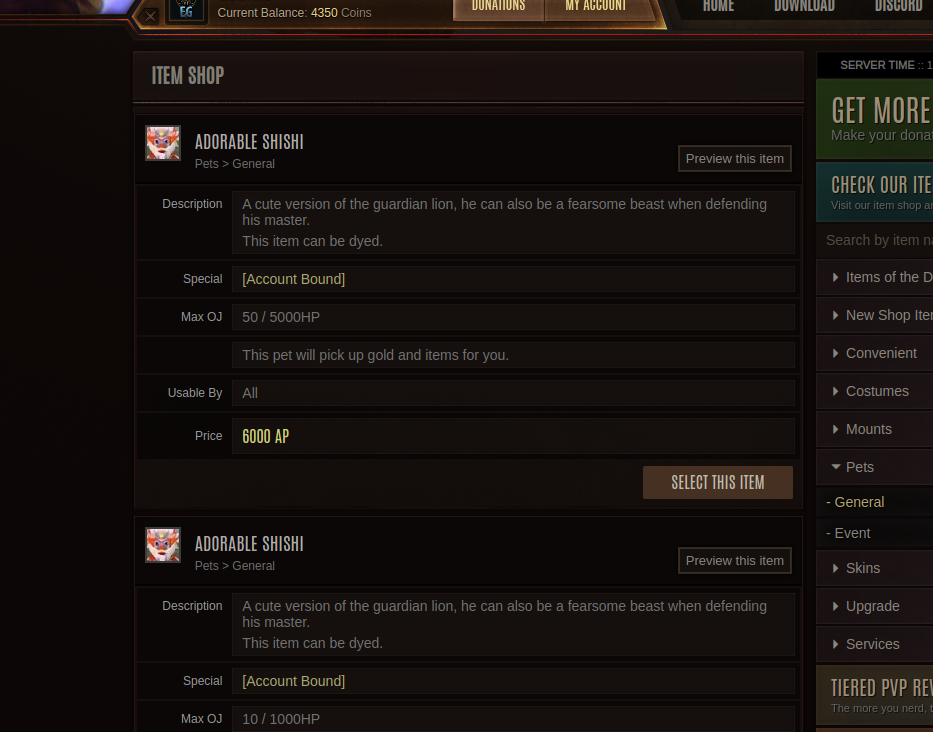 EG
Current Balance: 4350 Coins
DONATIONS
MY ACCOUNT
HOME
DOWNLOAD
DISCORD
ITEM SHOP
ADORABLE SHISHI
Pets > General
Preview this item
Description
A cute version of the guardian lion, he can also be a fearsome beast when defending
his master.
This item can be dyed.
Special
[Account Bound]
Max OJ
50 / 5000HP
This pet will pick up gold and items for you.
Usable By
All
Price
6000 AP
SELECT THIS ITEM
ADORABLE SHISHI
Pets > General
Preview this item
Description
A cute version of the guardian lion, he can also be a fearsome beast when defending
his master.
This item can be dyed.
Special
[Account Bound]
Max OJ
10 / 1000HP
SERVER TIME :: 1
GET MORE
Make your
CHECK OUR
Visit our item shop
Search by item
Items of the
New Shop
Convenient
Costumes
Mounts
Pets
- General
- Event
Skins
Upgrade
Services
TIERED PVP
The more you nerd,